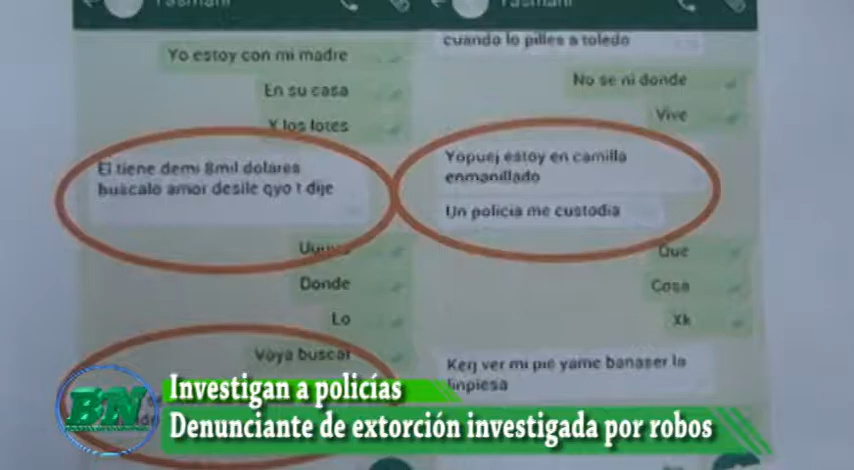 Yasmani
Yo estoy con mi madre
En su casa
Y los lotes
El tiene demi 8mil dolares
buscalo amor desile qyo t dije
Donde
Lo
Voya buscar
Yasmani
cuando lo pilles a toledo
No se ni donde
Vive
Yopuej estoy en camilla
enmanillado
Un policia me custodia
Que
Cosa
Xk
Kerj ver mi pie yame banaser la
linpiesa
BN
Investigan a policías
Denunciante de extorción investigada por robos